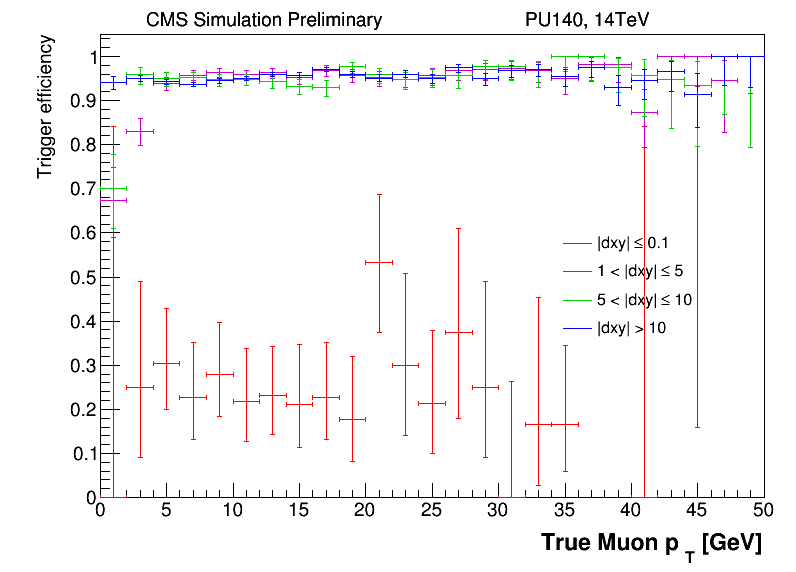 CMS Simulation Preliminary PU140, 14TeV
Trigger efficiency
1
0.9
0.8
0.7
0.6
0.5
0.4
0.3
0.2
0.1
0
|dxy| ≤ 0.1
1 < |dxy| ≤ 5
5 < |dxy| ≤ 10
|dxy| > 10
0 5 10 15 20 25 30 35 40 45 50
True Muon p T [GeV]